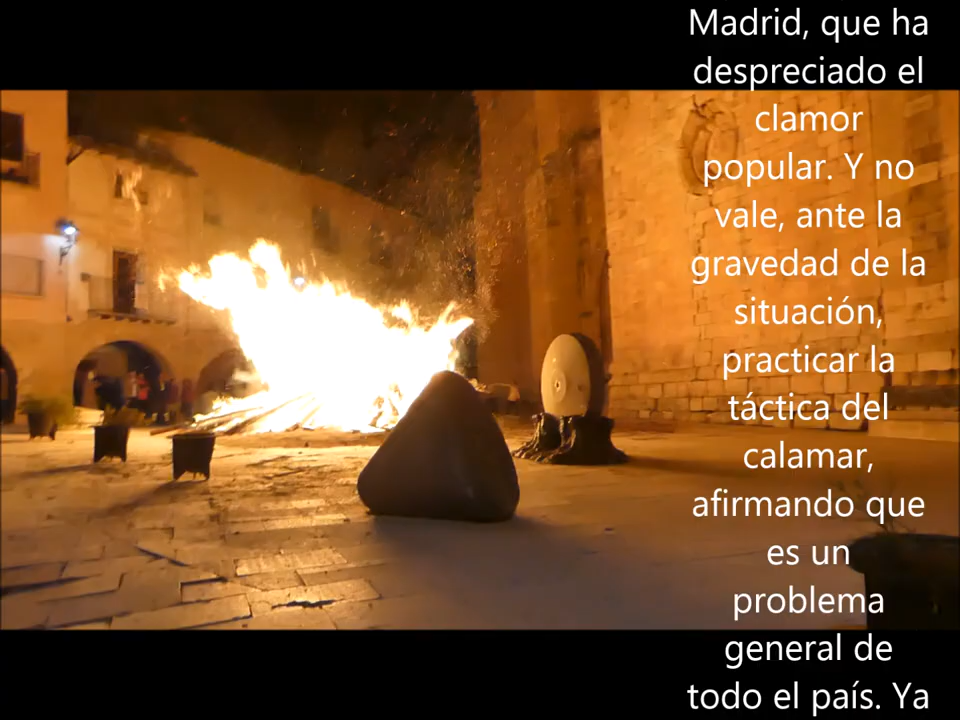 Madrid, que ha
despreciado el
clamor
popular. Y no
vale, ante la
gravedad de la
situación,
practicar la
táctica del
calamar,
afirmando que
es un
problema
general de
todo el país. Ya